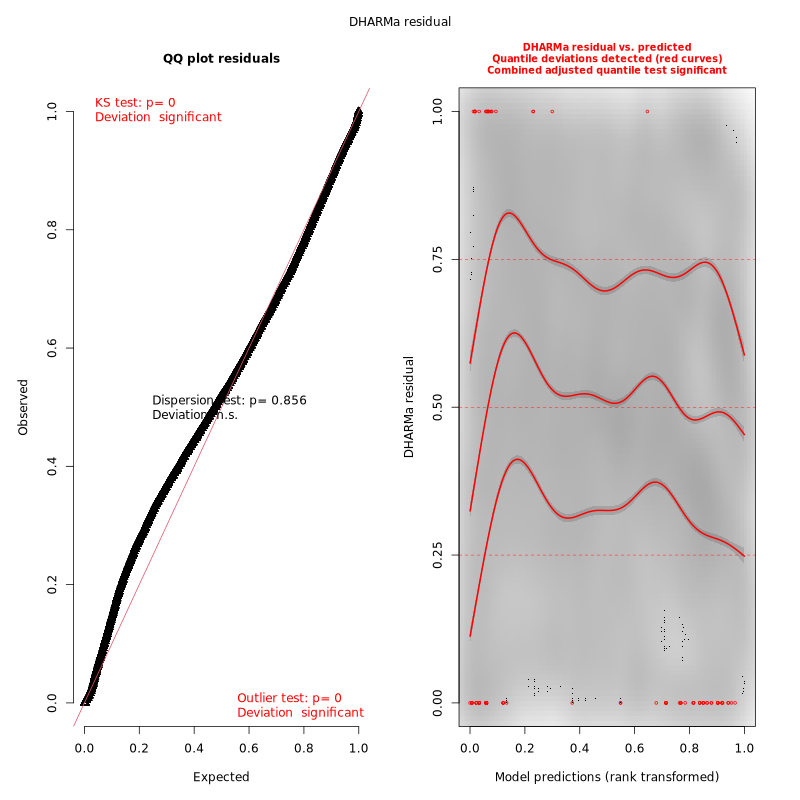 DHARMa residual
QQ plot residuals
KS test: p= 0
Deviation  significant
Dispersion test: p= 0.856
Deviation n.s.
Outlier test: p= 0
Deviation  significant
Observed
0.0 0.2 0.4 0.6 0.8 1.0
0.0 0.2 0.4 0.6 0.8 1.0
Expected
DHARMa residual vs. predicted
Quantile deviations detected (red curves)
Combined adjusted quantile test significant
DHARMa residual
0.00 0.25 0.50 0.75 1.00
0.0 0.2 0.4 0.6 0.8 1.0
Model predictions (rank transformed)